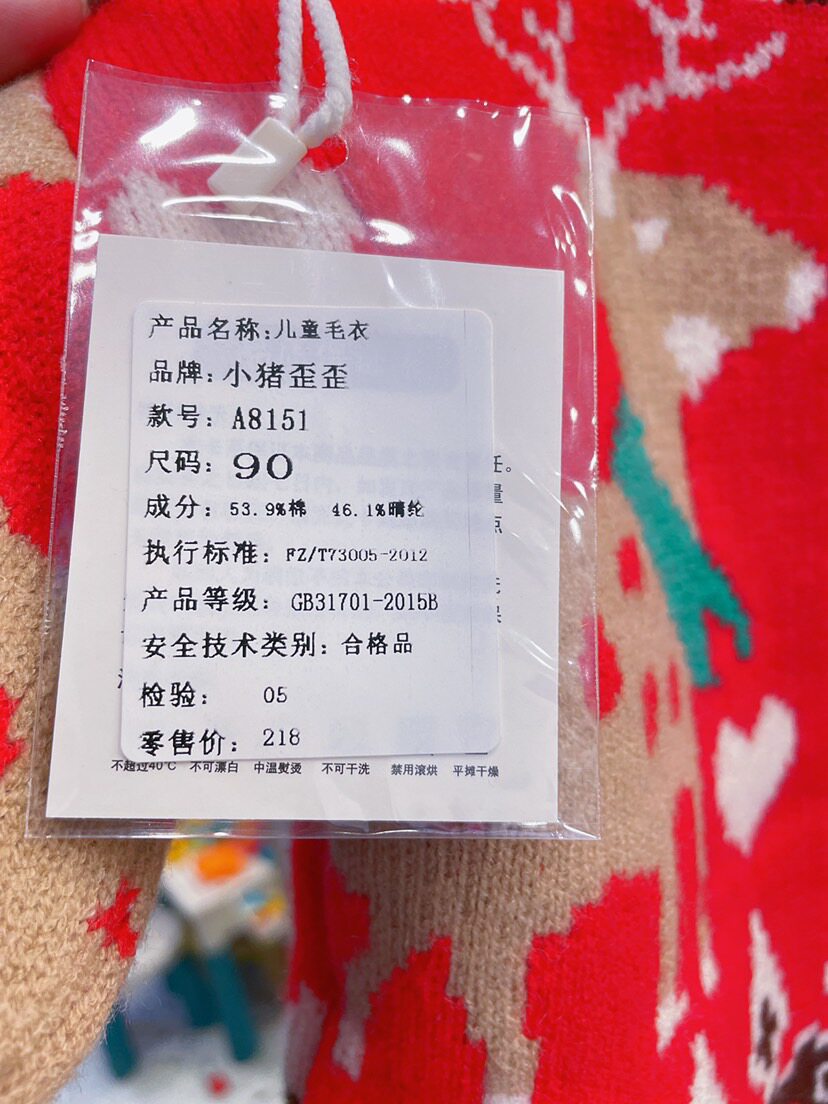 产品名称:儿童毛衣
品牌:小猪歪歪
款号:A8151
尺码:90
成分:53.9%棉 46.1%晴纶
执行标准:FZ/T73005-2012
产品等级:GB31701-2015B
安全技术类别:合格品
检验:05
零售价:218
不超过40℃ 不可漂白 中温熨烫 不可干洗 禁用滚烘 平摊干燥
任。
量